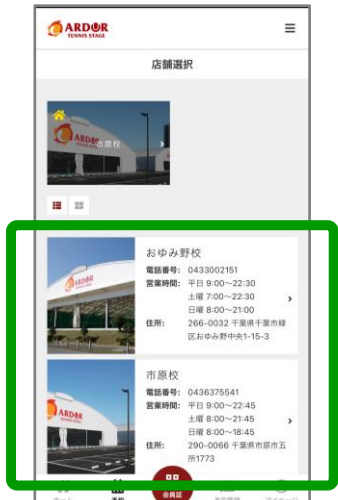 ARDOR
TENNIS STAGE
店舗選択
ARDOR
市原校
おゆみ野校
電話番号: 0433002151
営業時間: 平日 9:00〜22:30
土曜 7:00〜22:30
日曜 8:00〜21:00
住所: 266-0032 千葉県千葉市緑
区おゆみ野中央1-15-3
市原校
電話番号: 0436375541
営業時間: 平日 9:00〜22:45
土曜 8:00〜21:45
日曜 8:00〜18:45
住所: 290-0066 千葉県市原市五
所1773
ARDOR
会員証